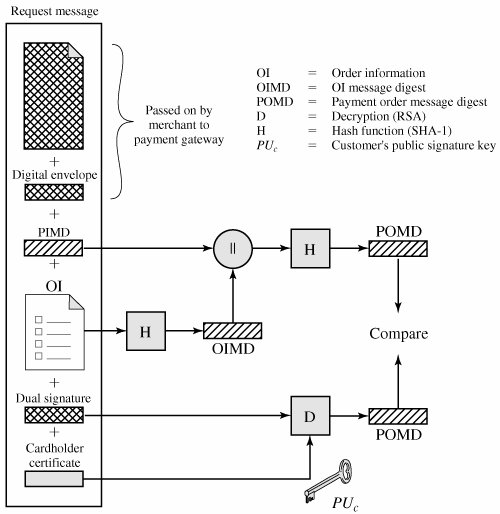 Request message
+
Digital envelope
+
PIMD
+
OI
+
Dual signature
+
Cardholder
certificate
Passed on by
merchant to
payment gateway
OI = Order information
OIMD = OI message digest
POMD = Payment order message digest
D = Decryption (RSA)
H = Hash function (SHA-1)
PUc = Customer's public signature key
||
H
POMD
H
OIMD
Compare
D
POMD
PUc